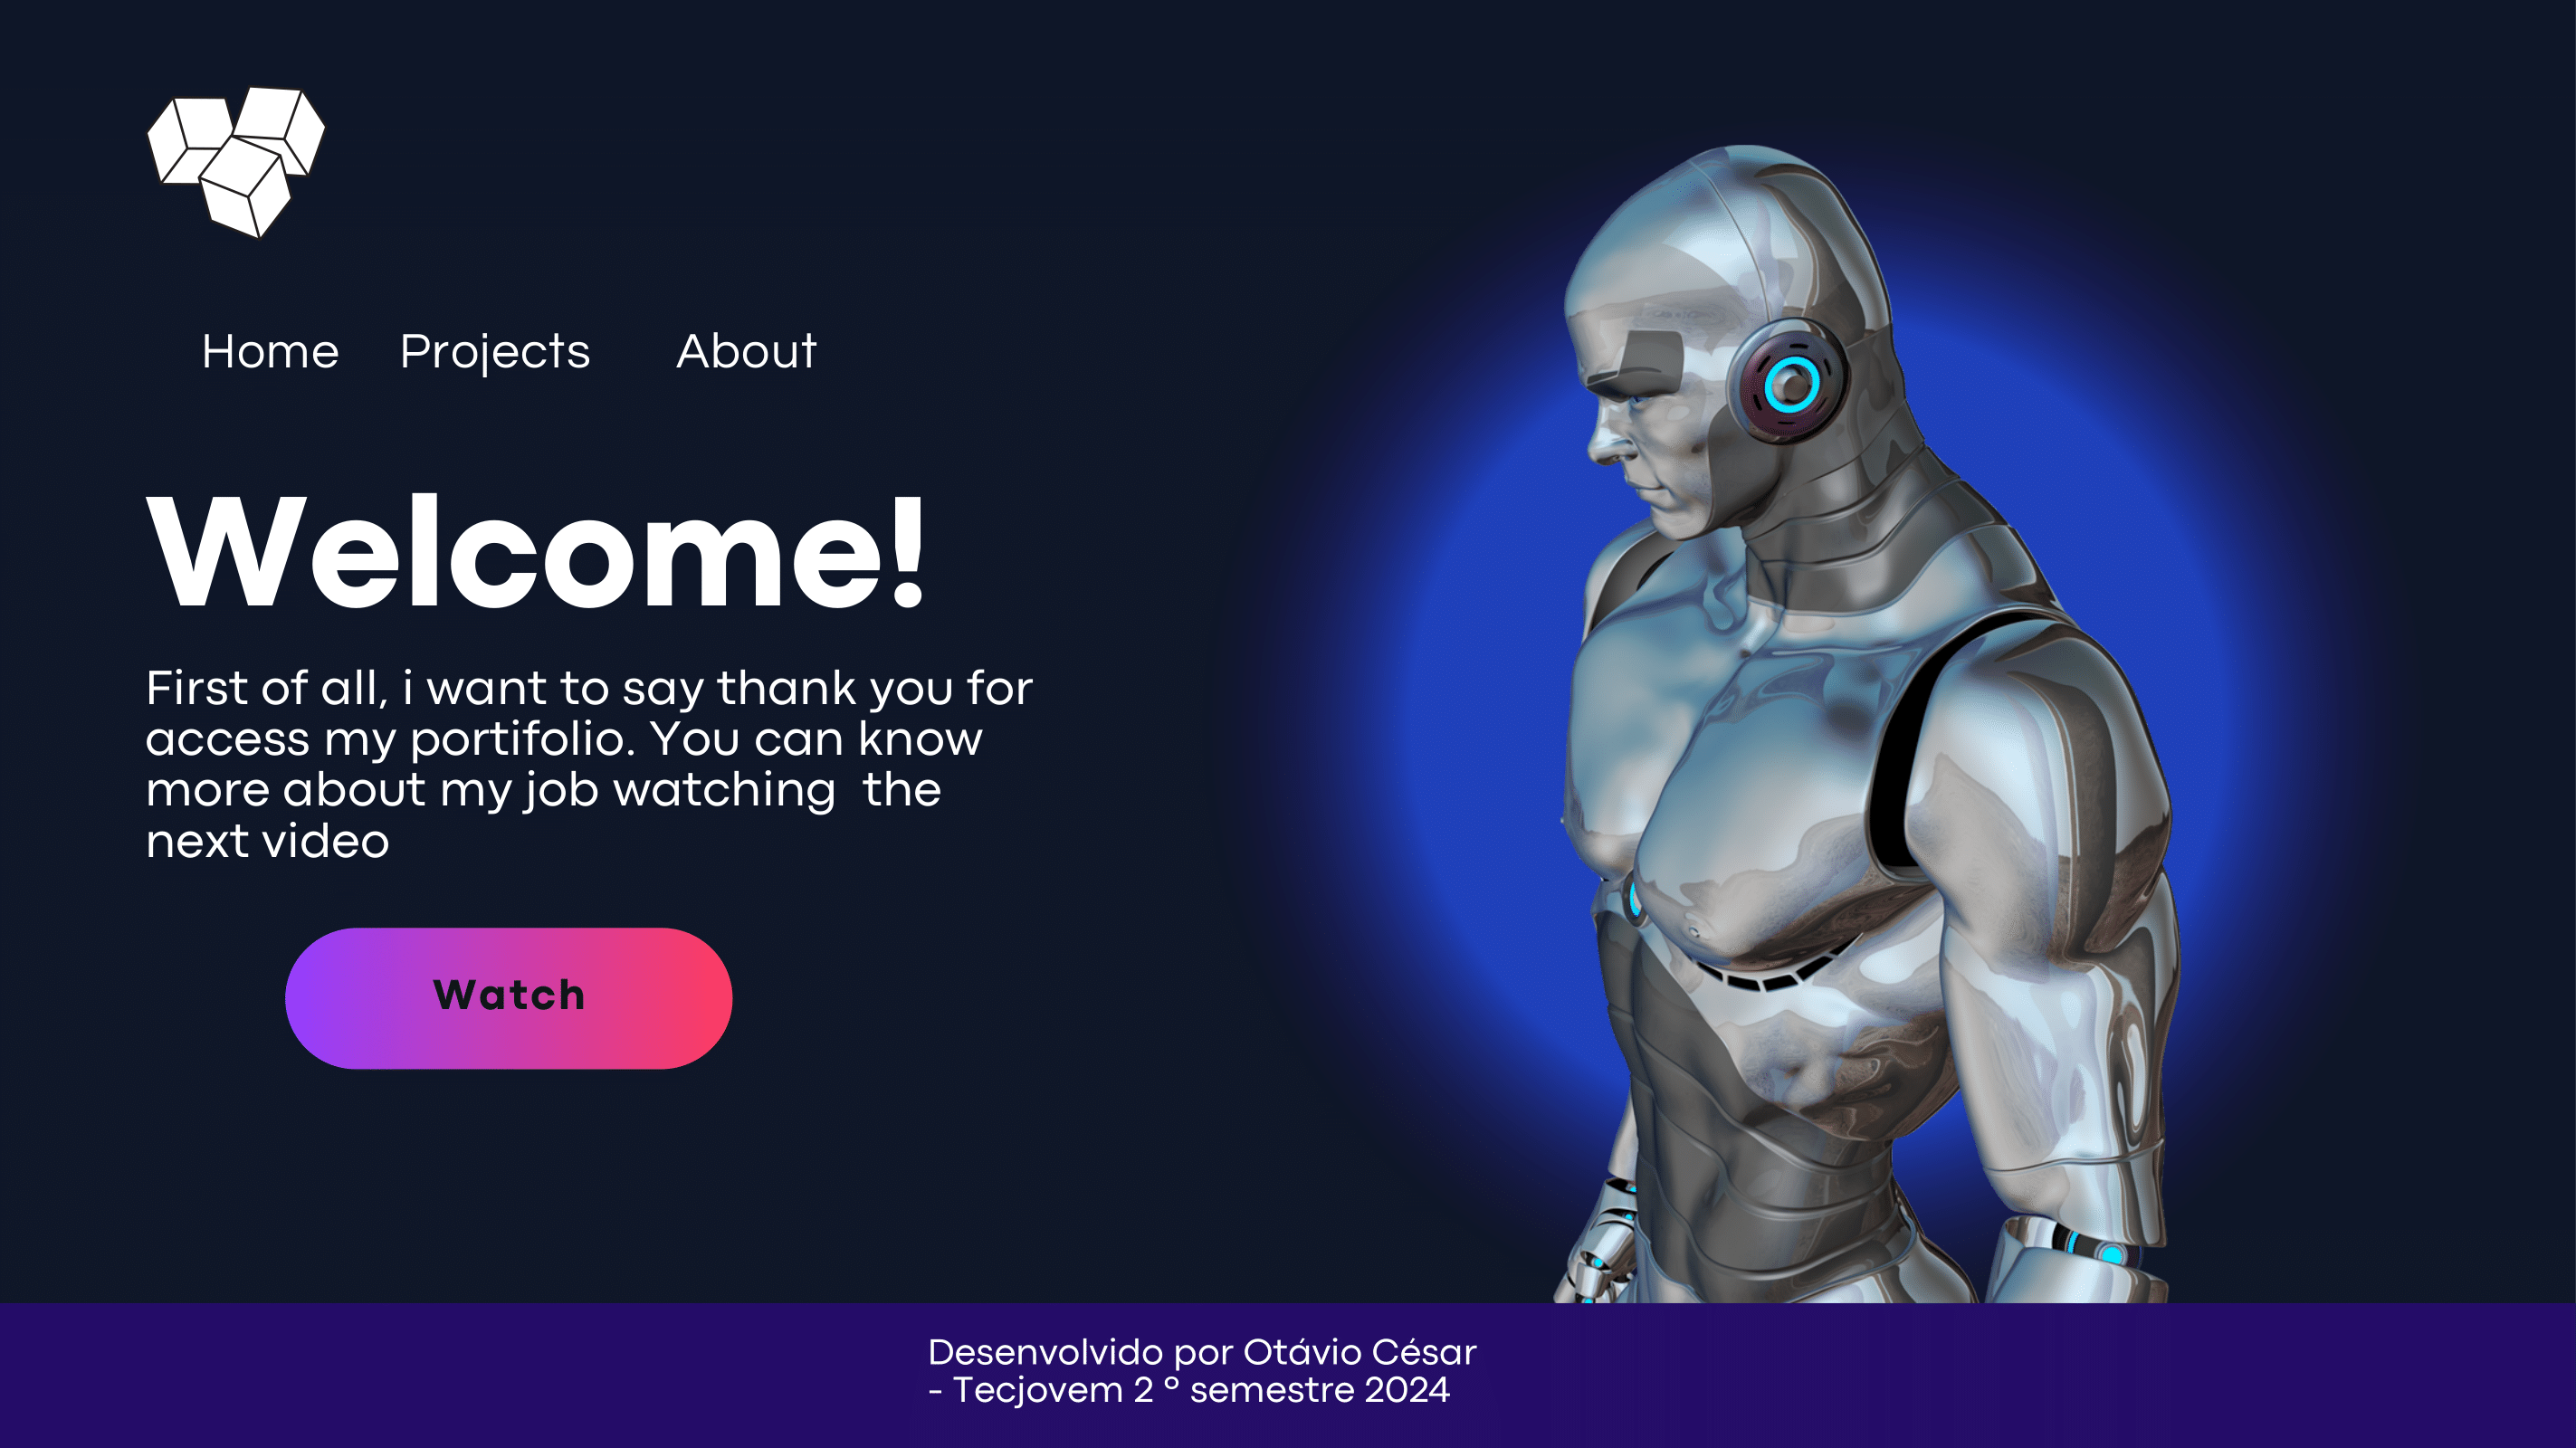 Home Projects About
Welcome!
First of all, i want to say thank you for
access my portifolio. You can know
more about my job watching  the
next video
Watch
Desenvolvido por Otávio César
- Tecjovem 2 º semestre 2024